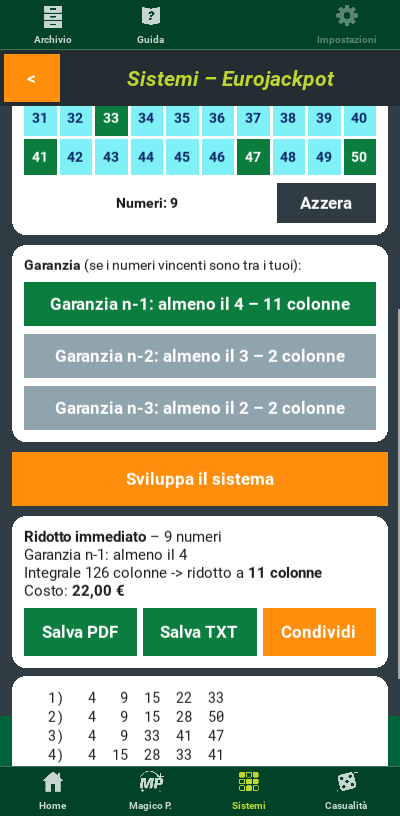 Archivio Guida Impostazioni
< Sistemi – Eurojackpot
31 32 33 34 35 36 37 38 39 40
41 42 43 44 45 46 47 48 49 50
Numeri: 9 Azzera
Garanzia (se i numeri vincenti sono tra i tuoi):
Garanzia n-1: almeno il 4 – 11 colonne
Garanzia n-2: almeno il 3 – 2 colonne
Garanzia n-3: almeno il 2 – 2 colonne
Sviluppa il sistema
Ridotto immediato – 9 numeri
Garanzia n-1: almeno il 4
Integrale 126 colonne -> ridotto a 11 colonne
Costo: 22,00 €
Salva PDF Salva TXT Condividi
1) 4 9 15 22 33
2) 4 9 15 28 50
3) 4 9 33 41 47
4) 4 15 28 33 41
MP
Home Magico P. Sistemi Casualità